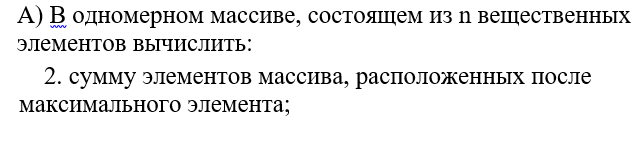 А) В одномерном массиве, состоящем из n вещественных
элементов вычислить:
2. сумму элементов массива, расположенных после
максимального элемента;